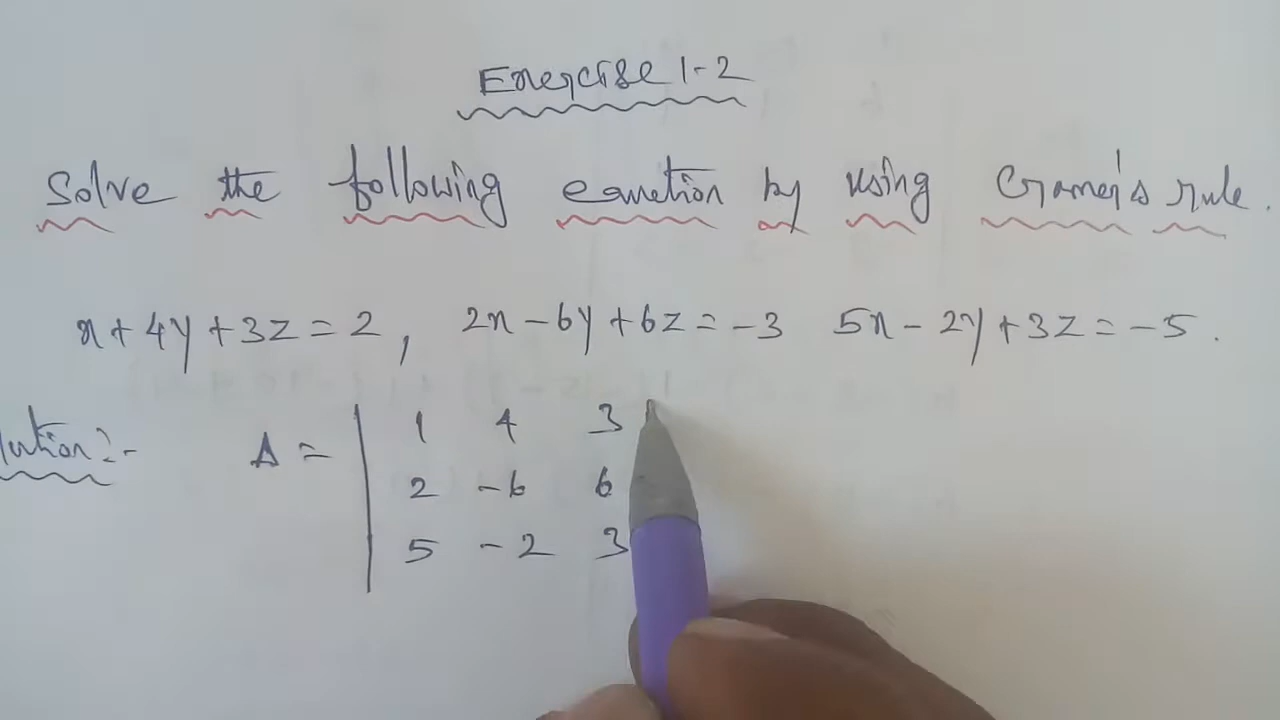 Exercise 1-2
Solve the following equation by using Cramer's rule.
x + 4y + 3z = 2, 2x - 6y + 6z = -3 5x - 2y + 3z = -5.
lution:-
Δ = | 1 4 3
2 -6 6
5 -2 3